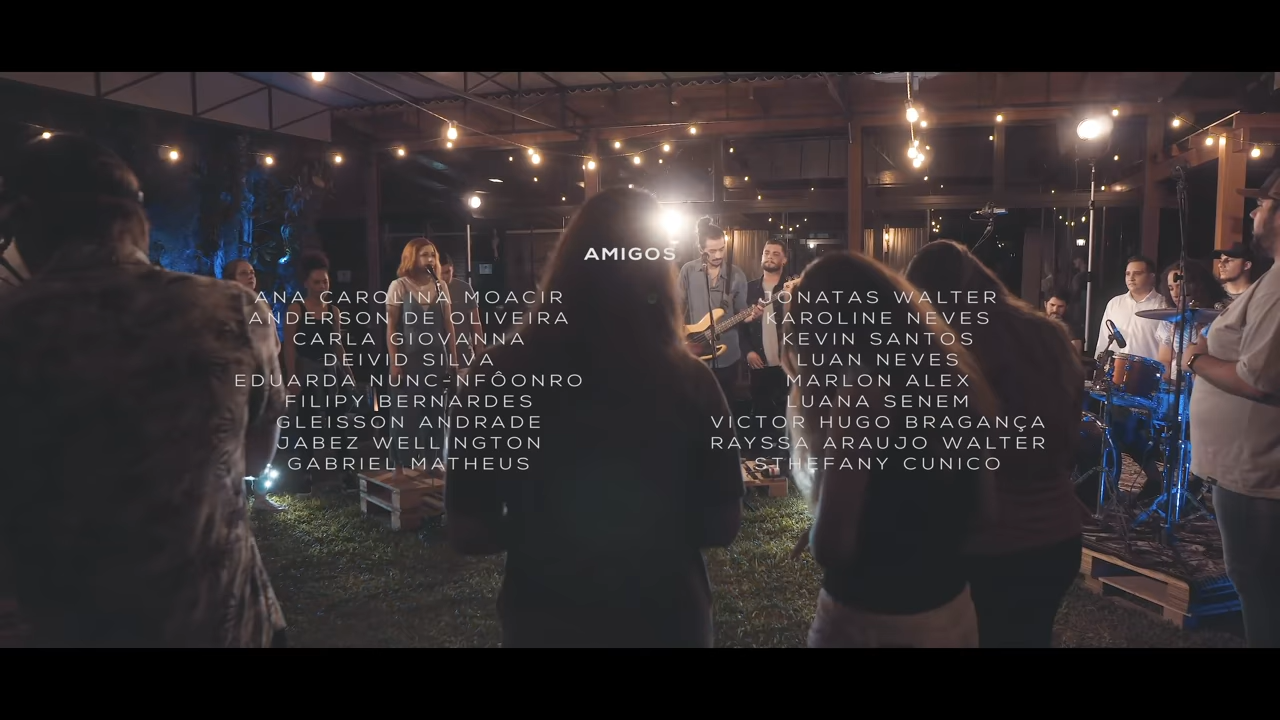 AMIGOS
ANA CAROLINA MOACIR
ANDERSON DE OLIVEIRA
CARLA GIOVANNA
DEIVID SILVA
EDUARDA NUNC-NFÔONRO
FILIPY BERNARDES
GLEISSON ANDRADE
JABEZ WELLINGTON
GABRIEL MATHEUS
JÔNATAS WALTER
KAROLINE NEVES
KEVIN SANTOS
LUAN NEVES
MARLON ALEX
LUANA SENEM
VICTOR HUGO BRAGANÇA
RAYSSA ARAUJO WALTER
STHEFANY CUNICO